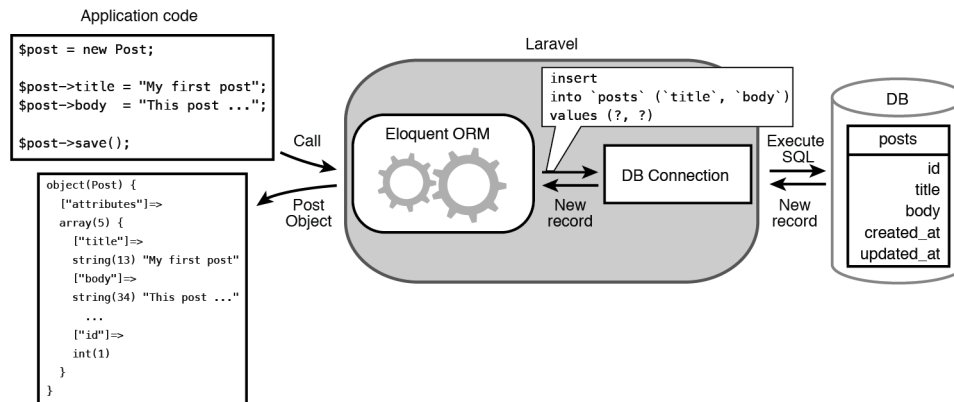 Application code
$post = new Post;
$post->title = "My first post";
$post->body  = "This post ...";
$post->save();
Call
Post
Object
object(Post) {
["attributes"]=>
array(5) {
["title"]=>
string(13) "My first post"
["body"]=>
string(34) "This post ..."
...
["id"]=>
int(1)
}
}
Laravel
Eloquent ORM
insert
into `posts` (`title`, `body`)
values (?, ?)
New
record
DB Connection
Execute
SQL
New
record
DB
posts
id
title
body
created_at
updated_at